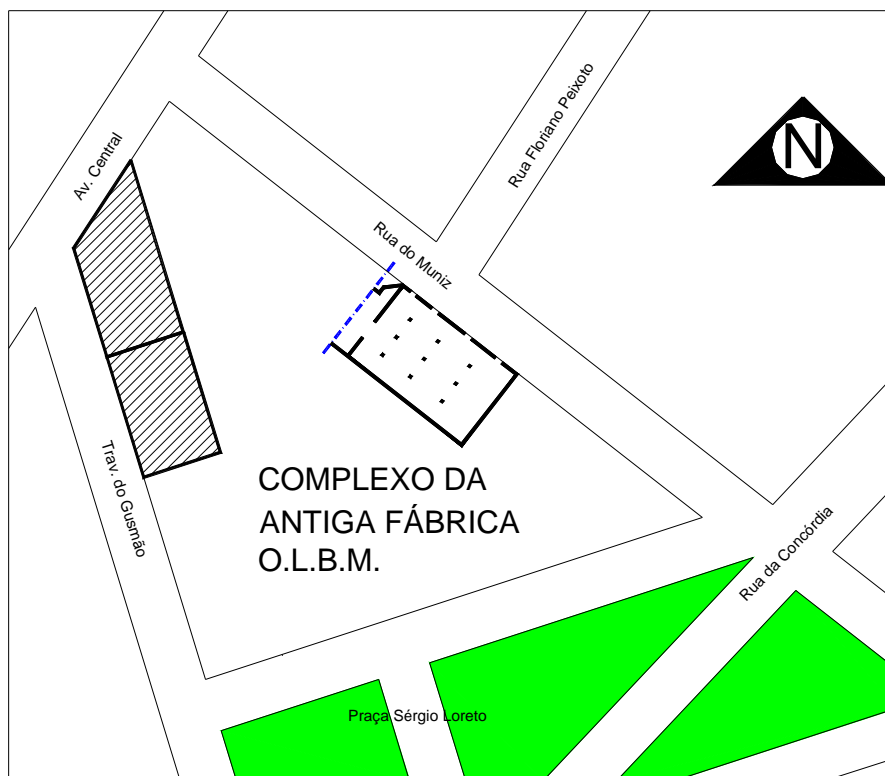 Av. Central
Rua Floriano Peixoto
N
Rua do Muniz
Trav. do Gusmão
COMPLEXO DA
ANTIGA FÁBRICA
O.L.B.M.
Rua da Concórdia
Praça Sérgio Loreto